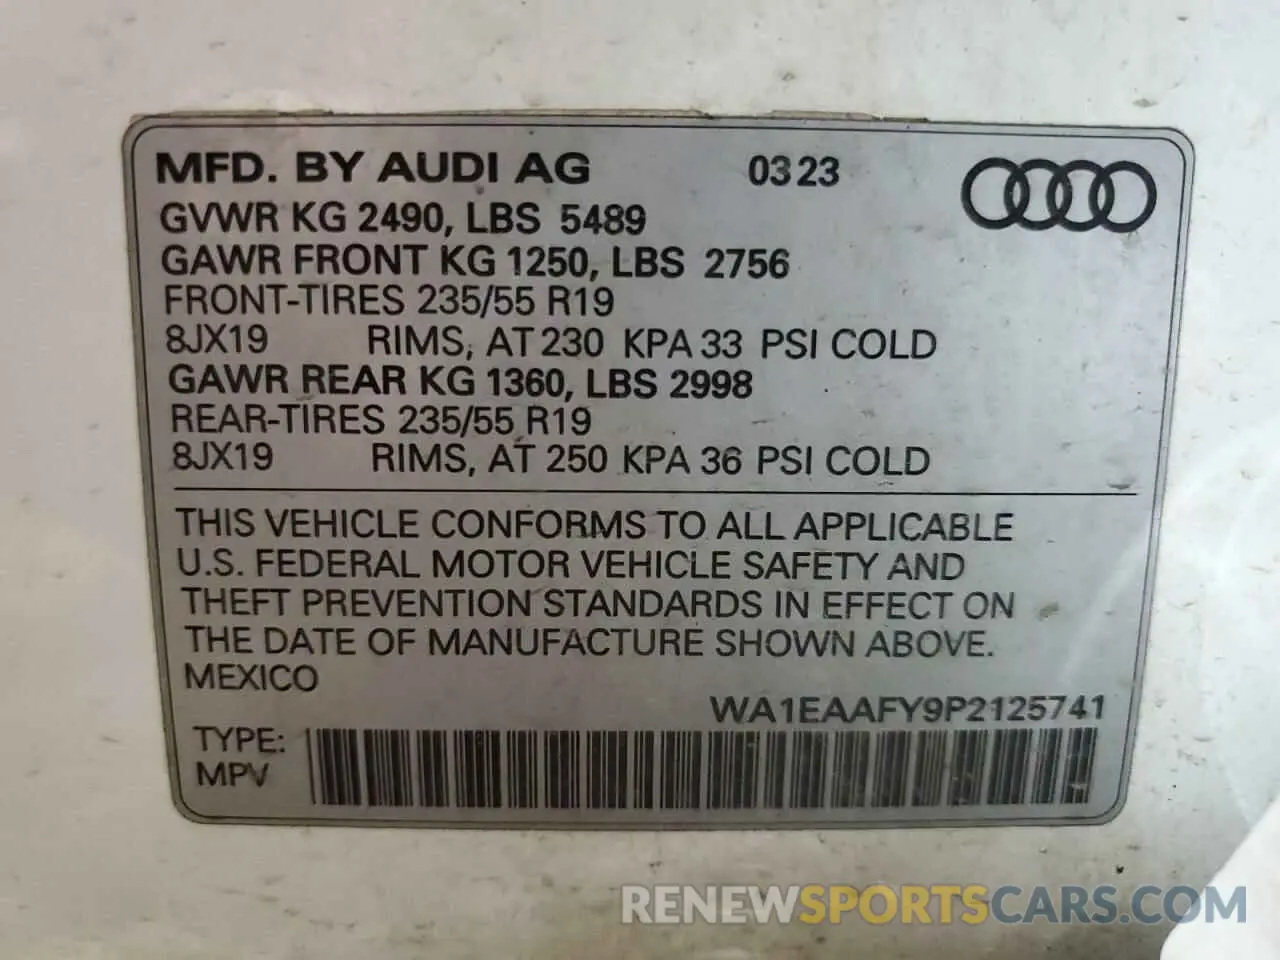 MFD. BY AUDI AG 03 23
GVWR KG 2490, LBS 5489
GAWR FRONT KG 1250, LBS 2756
FRONT-TIRES 235/55 R19
8JX19 RIMS, AT 230 KPA 33 PSI COLD
GAWR REAR KG 1360, LBS 2998
REAR-TIRES 235/55 R19
8JX19 RIMS, AT 250 KPA 36 PSI COLD
THIS VEHICLE CONFORMS TO ALL APPLICABLE
U.S. FEDERAL MOTOR VEHICLE SAFETY AND
THEFT PREVENTION STANDARDS IN EFFECT ON
THE DATE OF MANUFACTURE SHOWN ABOVE.
MEXICO
WA1EAAFY9P2125741
TYPE:
MPV
RENEWSPORTSCARS.COM